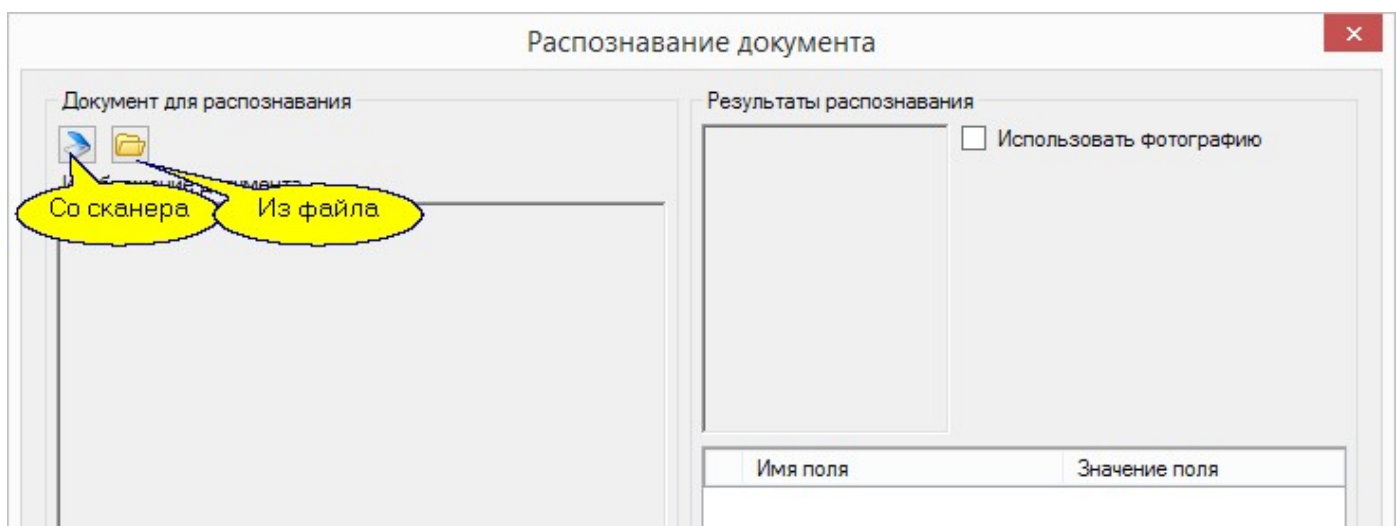 Распознавание документа
Документ для распознавания
Со сканера
Из файла
Результаты распознавания
Использовать фотографию
Имя поля
Значение поля